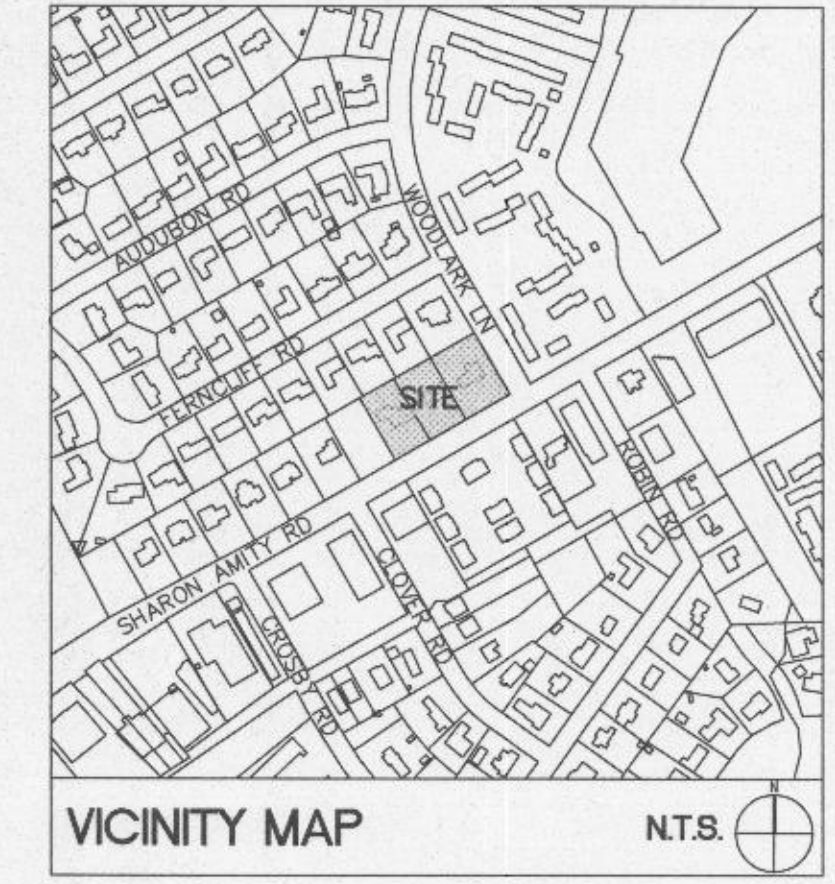 AUDUBON RD
WOODLARK LN
FERNCLIFF RD
SITE
ROBIN RD
SHARON AMITY RD
CLOVER RD
CROSBY RD
VICINITY MAP
N.T.S.
N